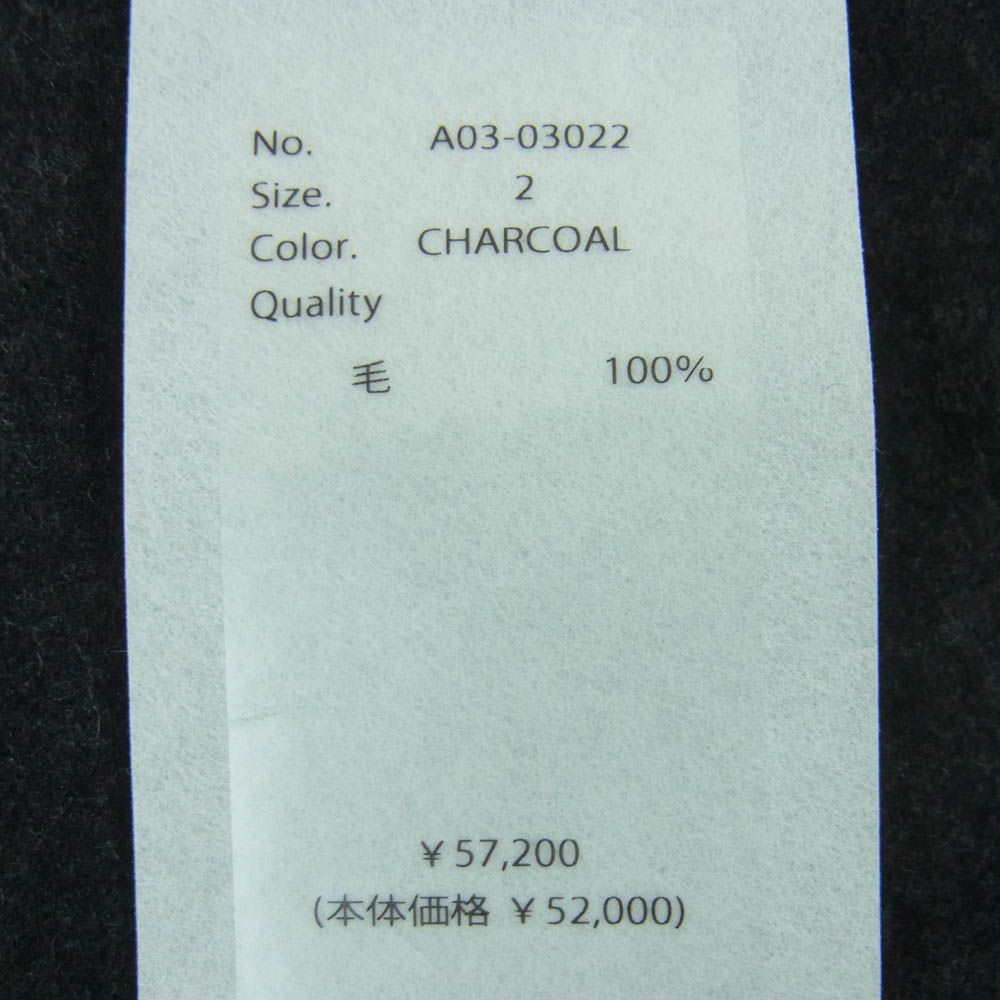 No. A03-03022
Size. 2
Color. CHARCOAL
Quality
毛 100%
¥ 57,200
(本体価格 ¥ 52,000)